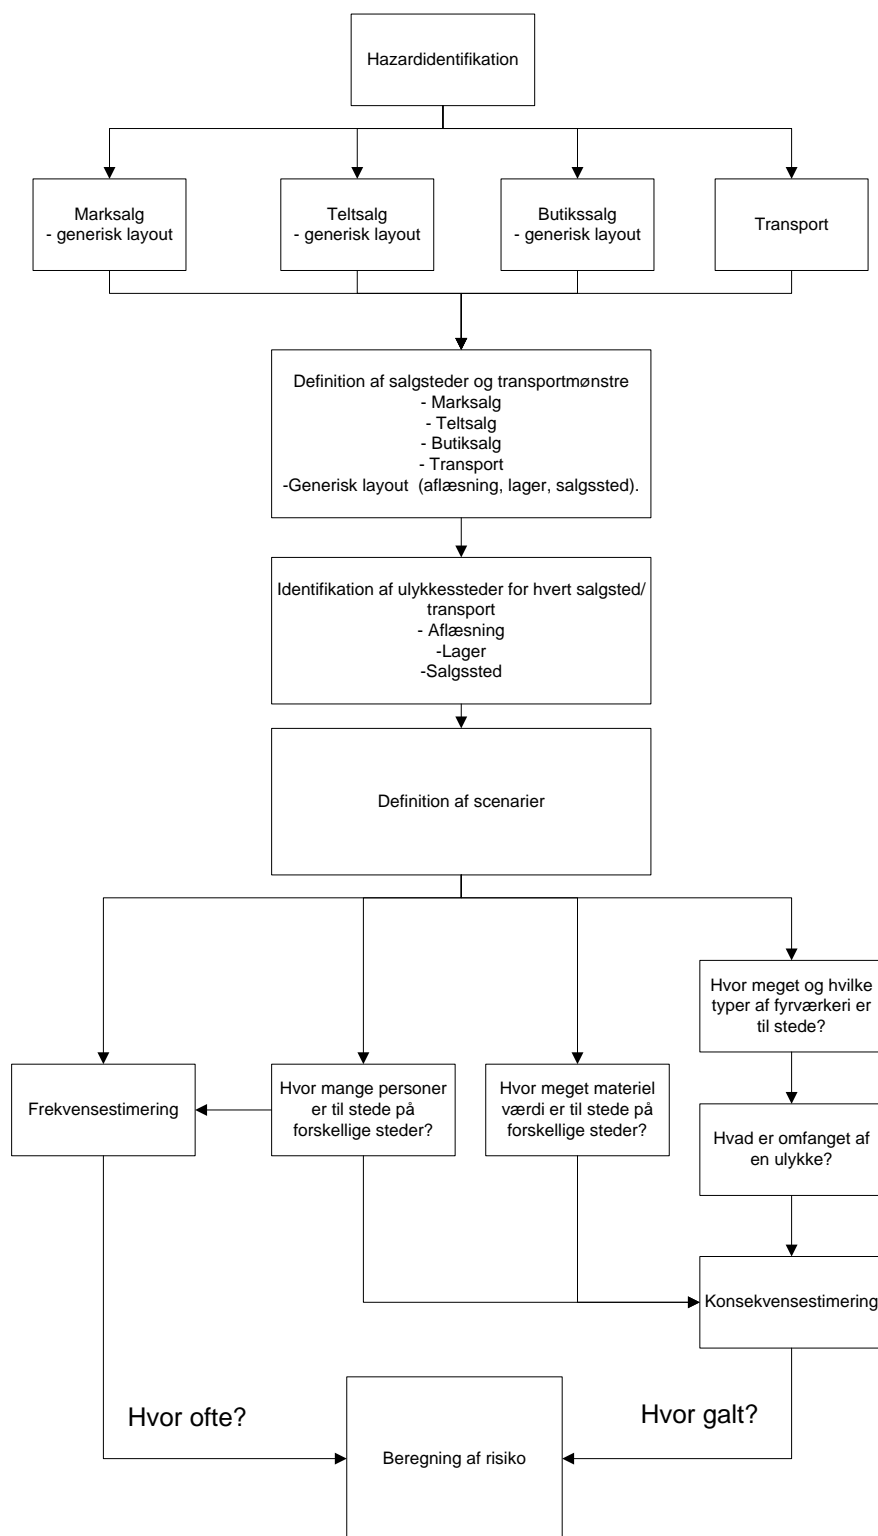 Hazardidentifikation
Marksalg
- generisk layout
Teltsalg
- generisk layout
Butikssalg
- generisk layout
Transport
Definition af salgsteder og transportmønstre
- Marksalg
- Teltsalg
- Butiksalg
- Transport
-Generisk layout (aflæsning, lager, salgssted).
Identifikation af ulykkessteder for hvert salgsted/
transport
- Aflæsning
-Lager
-Salgssted
Definition af scenarier
Hvor meget og hvilke
typer af fyrværkeri er
til stede?
Frekvensestimering
Hvor mange personer
er til stede på
forskellige steder?
Hvor meget materiel
værdi er til stede på
forskellige steder?
Hvad er omfanget af
en ulykke?
Konsekvensestimering
Hvor ofte?
Hvor galt?
Beregning af risiko